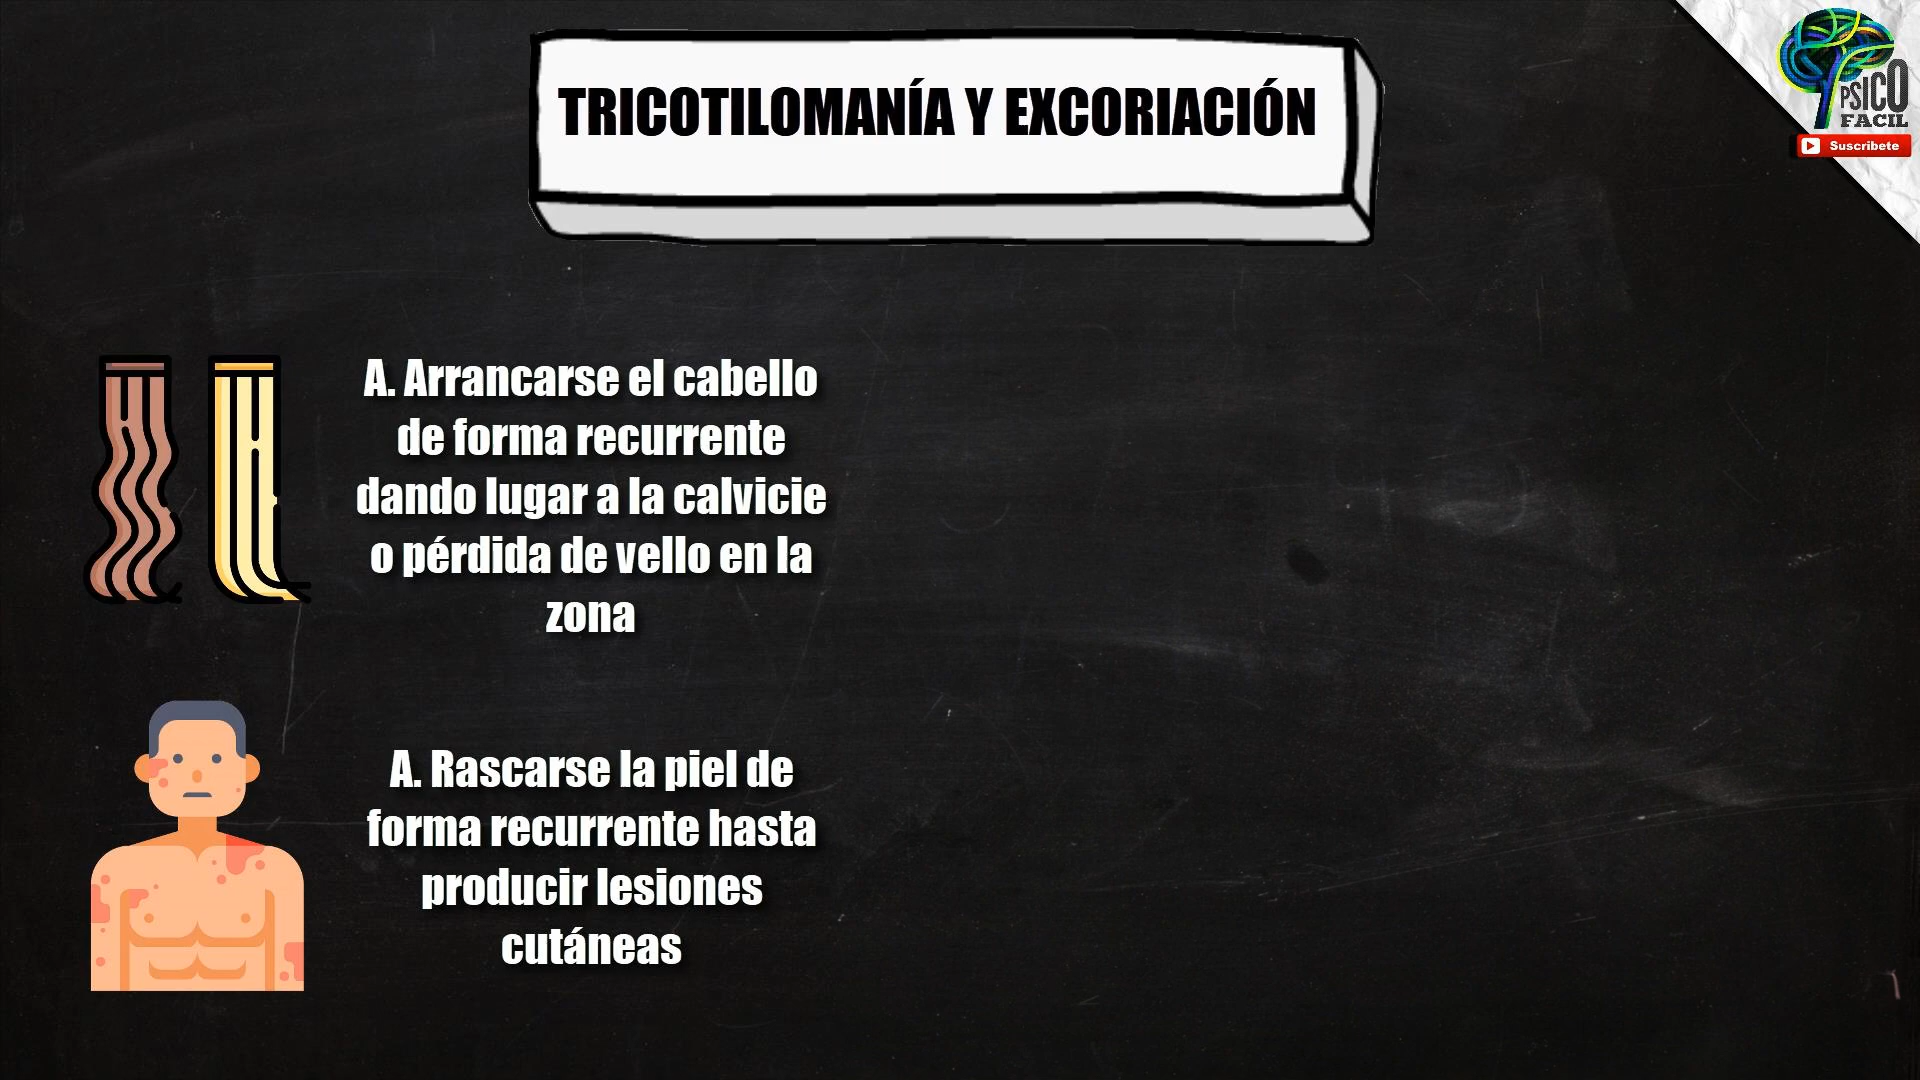 TRICOTILOMANÍA Y EXCORIACIÓN
PSICO
FACIL
Suscribete
A. Arrancarse el cabello
de forma recurrente
dando lugar a la calvicie
o pérdida de vello en la
zona
A. Rascarse la piel de
forma recurrente hasta
producir lesiones
cutáneas